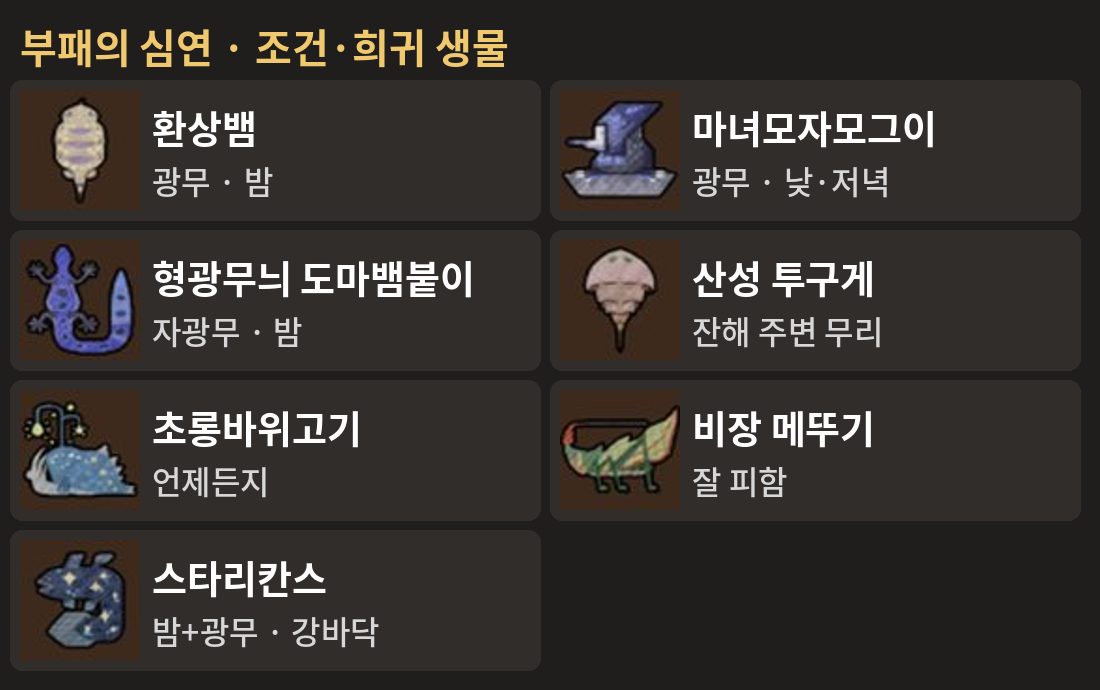 부패의 심연 · 조건·희귀 생물
환상뱀
광무 · 밤
마녀모자모그이
광무 · 낮·저녁
형광무늬 도마뱀붙이
자광무 · 밤
산성 투구게
잔해 주변 무리
초롱바위고기
언제든지
비장 메뚜기
잘 피함
스타리칸스
밤+광무 · 강바닥